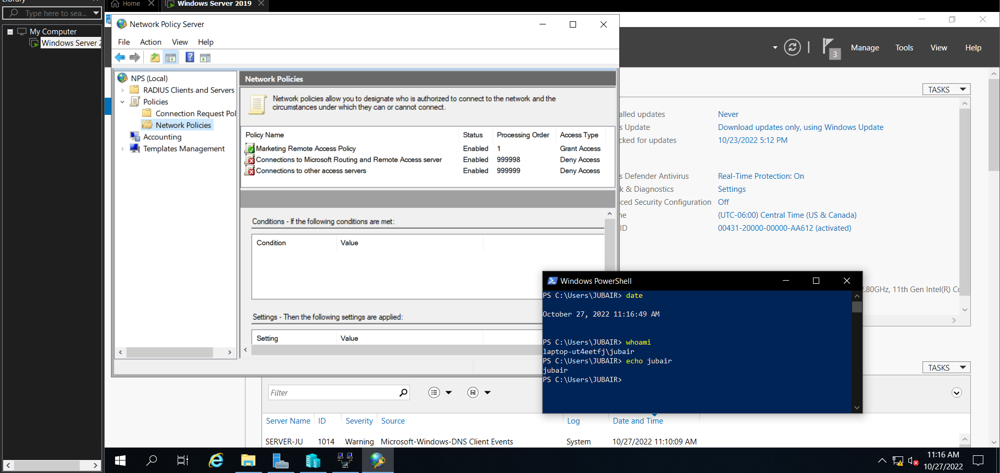 Library
Home
Windows Server 2019
Type here to sea...
My Computer
Windows Server 2
Network Policy Server
File Action View Help
NPS (Local)
RADIUS Clients and Servers
Policies
Connection Request Pol
Network Policies
Accounting
Templates Management
Network Policies
Network policies allow you to designate who is authorized to connect to the network and the
circumstances under which they can or cannot connect.
Policy Name Status Processing Order Access Type
Marketing Remote Access Policy Enabled 1 Grant Access
Connections to Microsoft Routing and Remote Access server Enabled 999998 Deny Access
Connections to other access servers Enabled 999999 Deny Access
Conditions - If the following conditions are met:
Condition Value
Settings - Then the following settings are applied:
Setting Value
3 Manage Tools View Help
TASKS
alled updates Never
s Update Download updates only, using Windows Update
cked for updates 10/23/2022 5:12 PM
s Defender Antivirus Real-Time Protection: On
k & Diagnostics Settings
ced Security Configuration Off
ne (UTC-06:00) Central Time (US & Canada)
ID 00431-20000-00000-AA612 (activated)
2.80GHz, 11th Gen Intel(R) Co
Windows PowerShell
PS C:\Users\JUBAIR> date
October 27, 2022 11:16:49 AM
PS C:\Users\JUBAIR> whoami
laptop-ut4eetfj\jubair
PS C:\Users\JUBAIR> echo jubair
jubair
PS C:\Users\JUBAIR>
TASKS
Filter
Server Name ID Severity Source Log Date and Time
SERVER-JU 1014 Warning Microsoft-Windows-DNS Client Events System 10/27/2022 11:10:09 AM
11:16 AM
10/27/2022